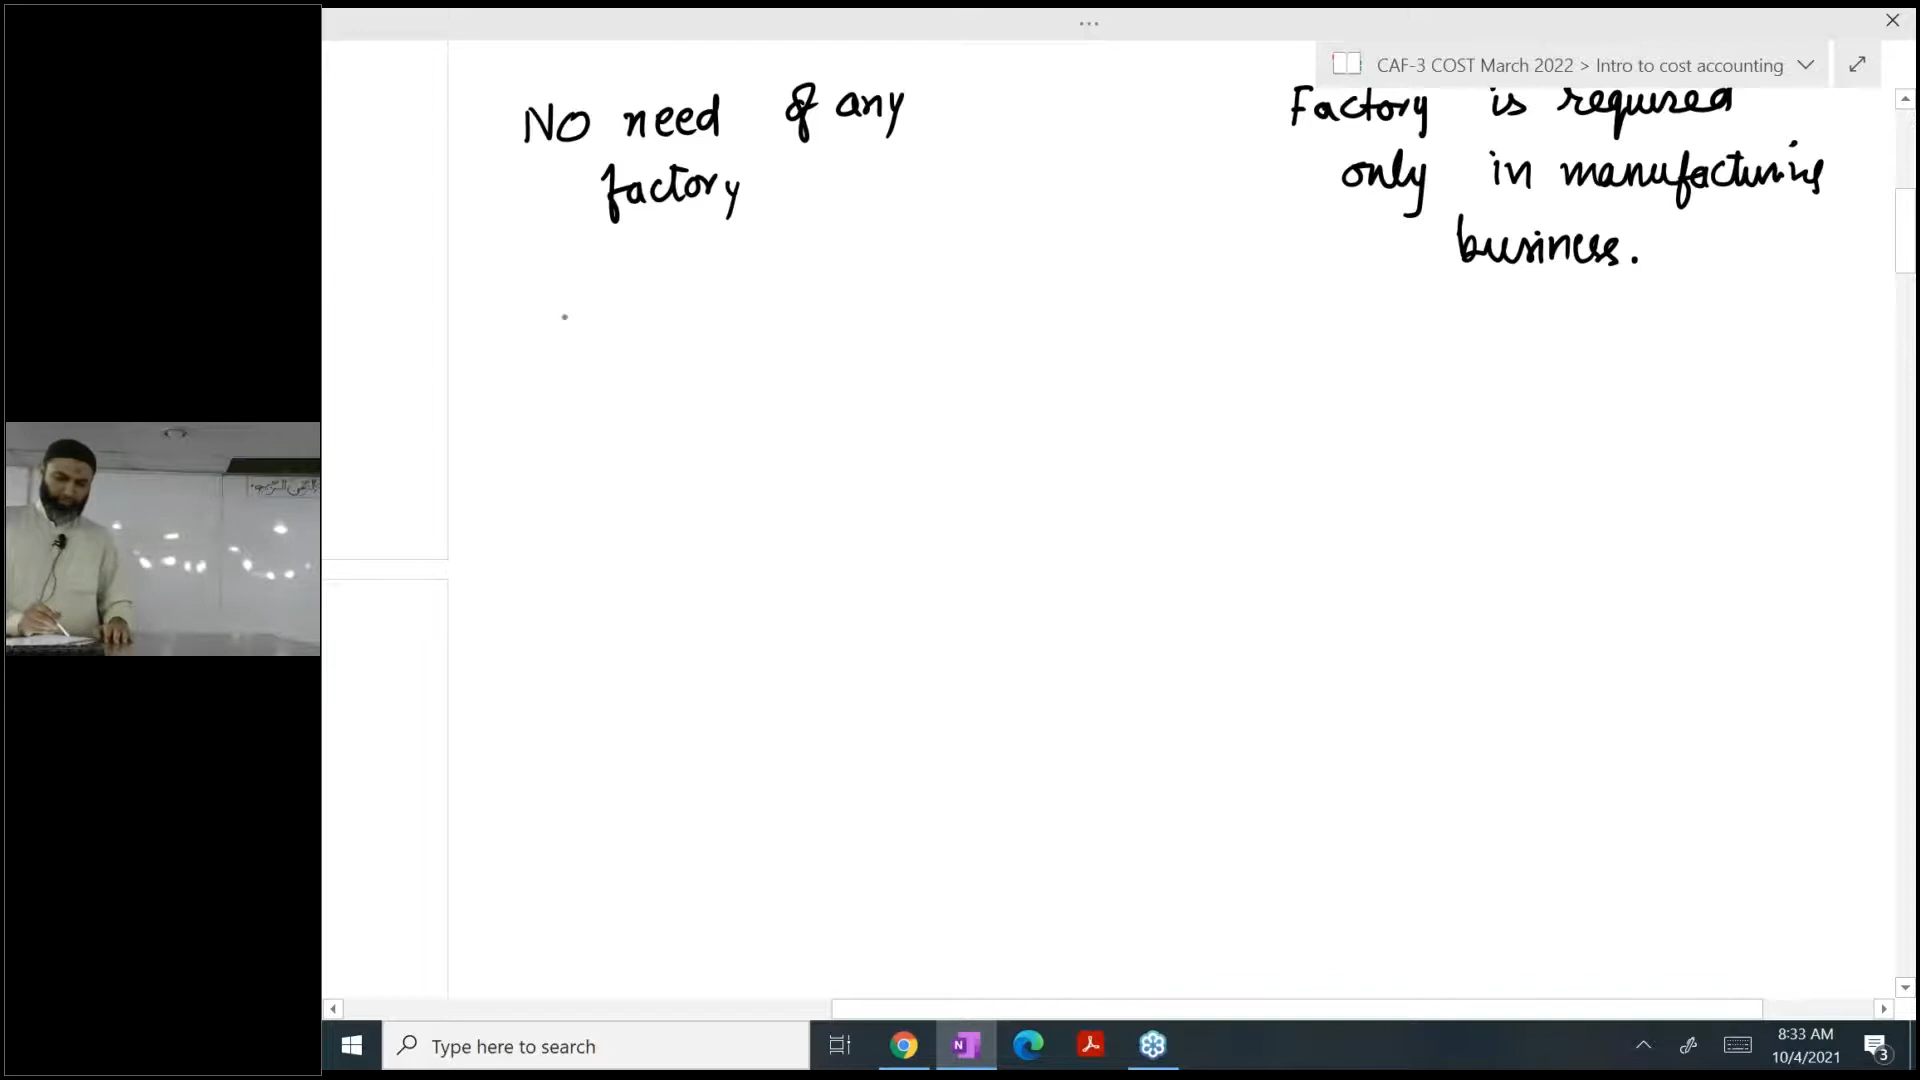 CAF-3 COST March 2022 > Intro to cost accounting
NO need of any
factory
Factory is required
only in manufacturing
business.
Type here to search
N
8:33 AM
10/4/2021
3